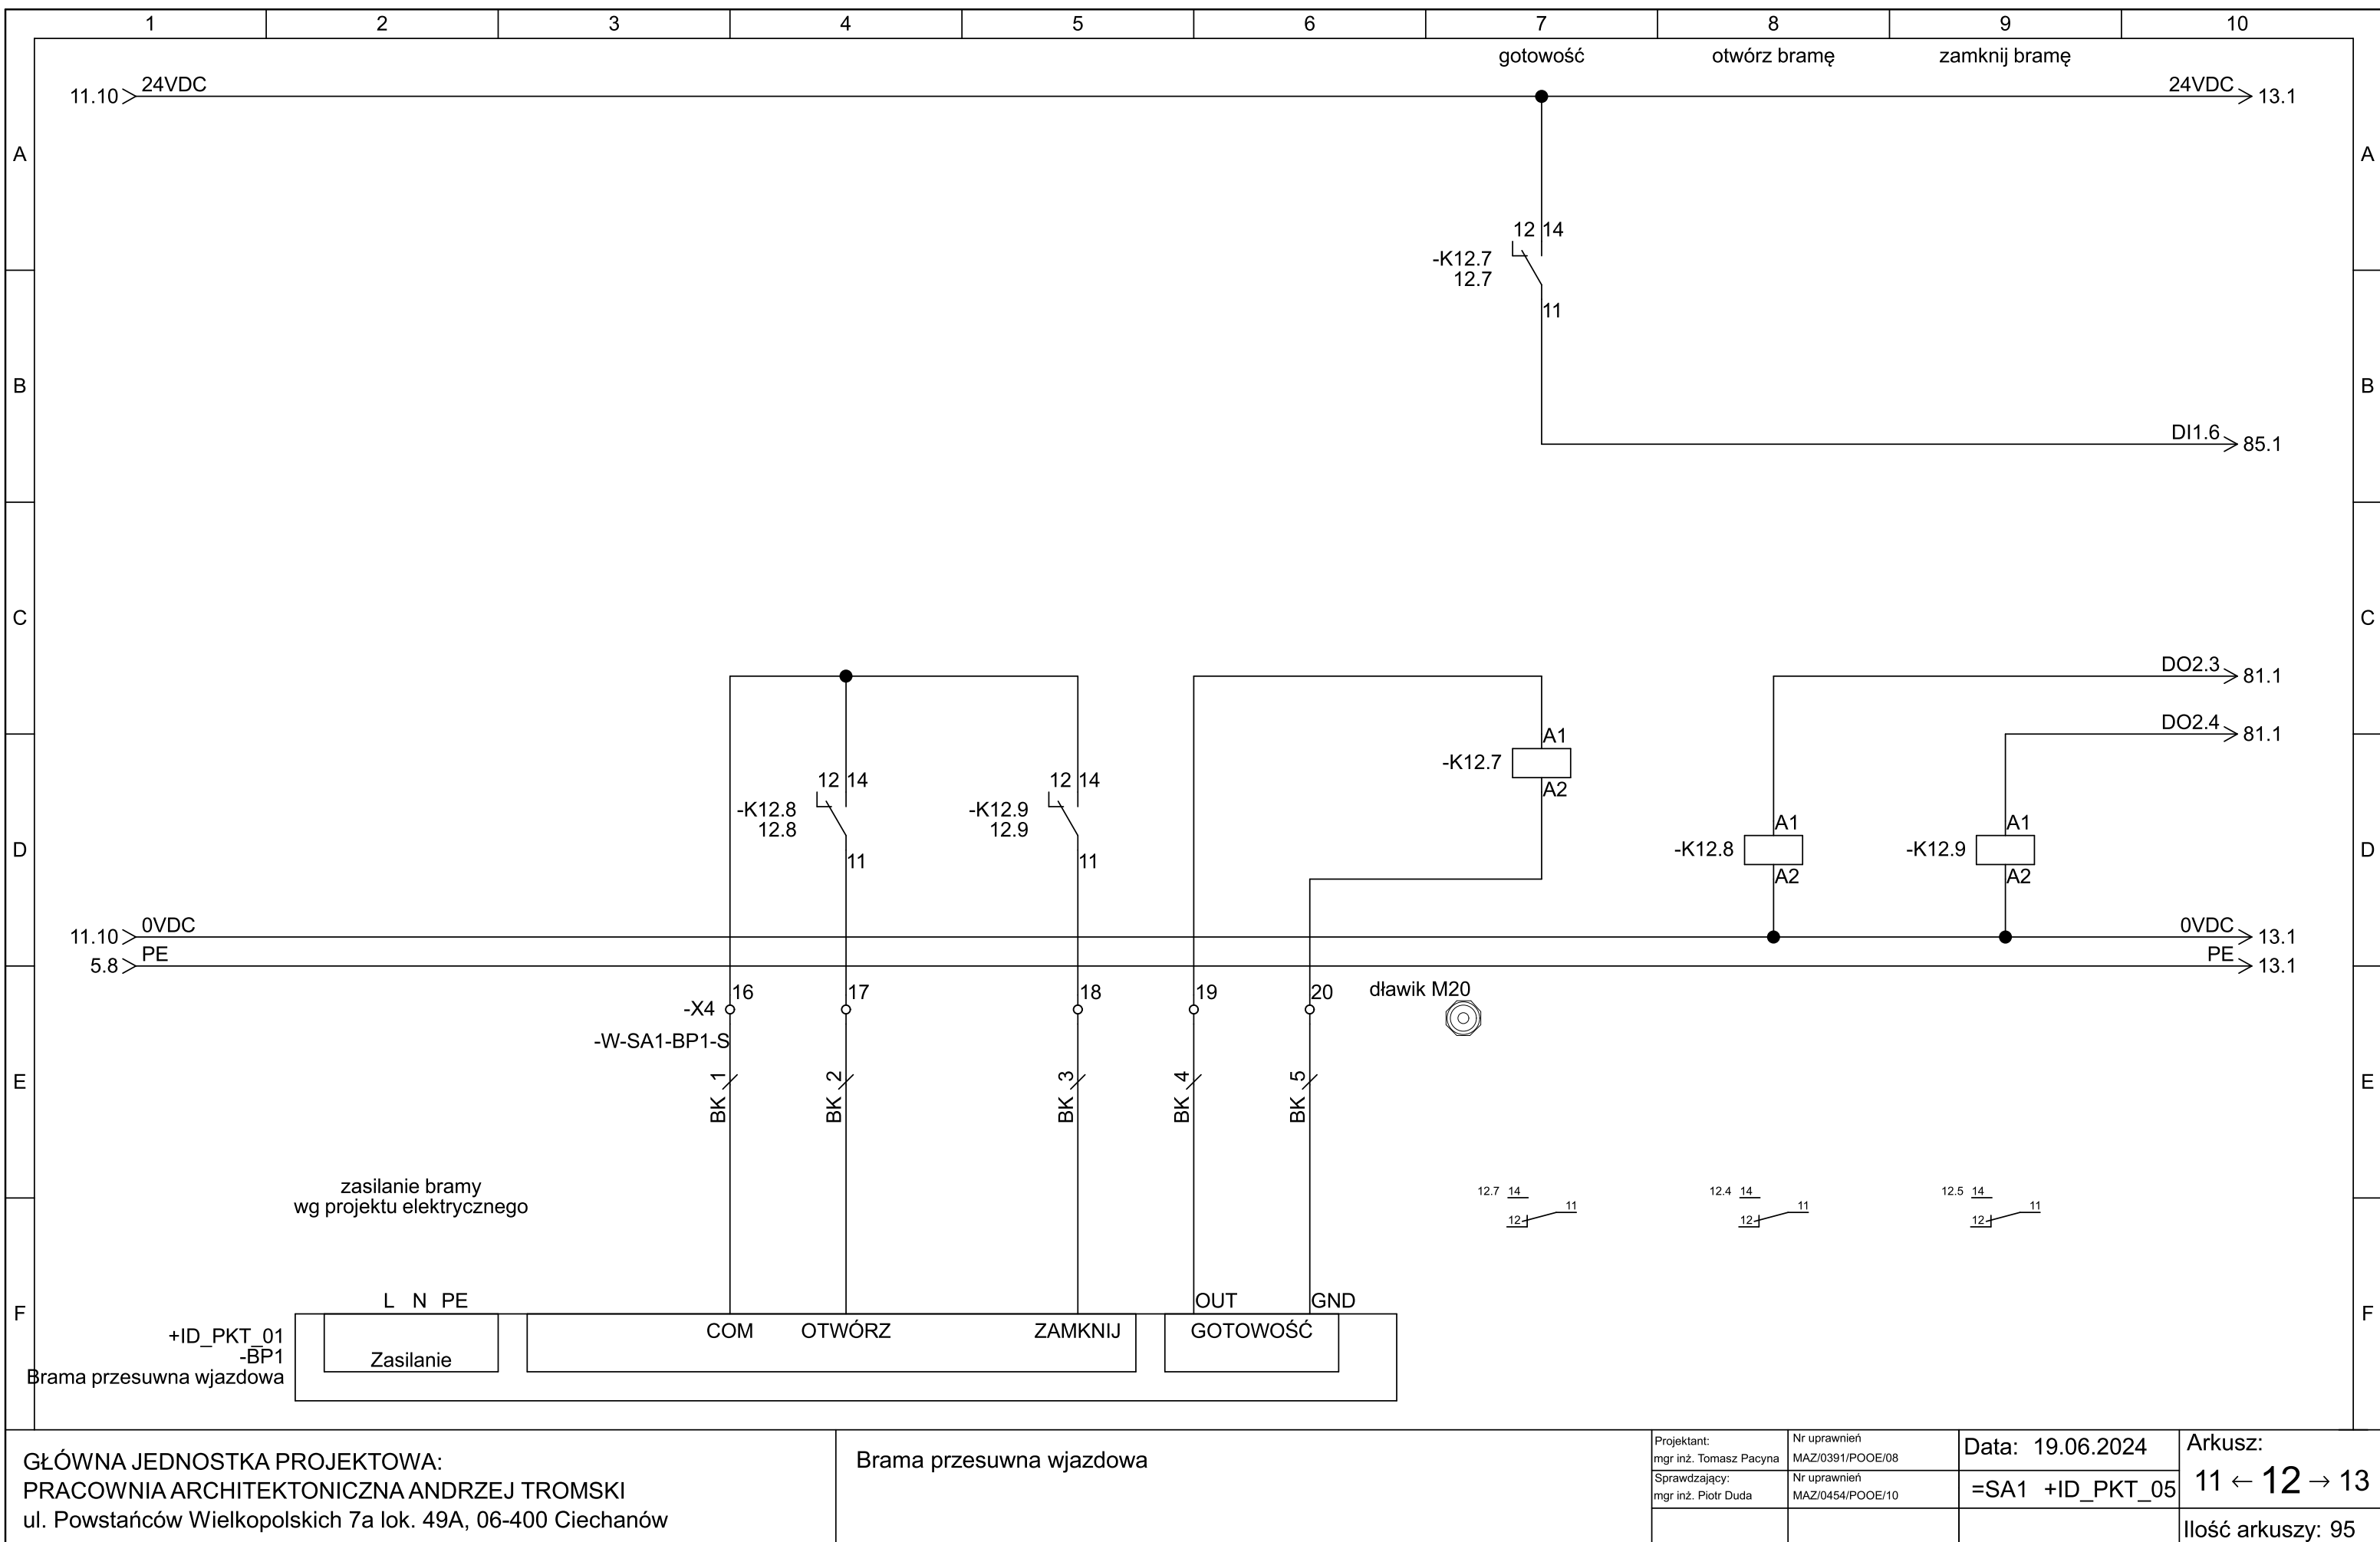 1 2 3 4 5 6 7 8 9 10
gotowość otwórz bramę zamknij bramę
11.10 24VDC 24VDC 13.1
A A
12 14
-K12.7
12.7
11
B B
DI1.6 85.1
C C
DO2.3 81.1
DO2.4 81.1
A1
-K12.7
A2
12 14 12 14
-K12.8 -K12.9
12.8 12.9
11 11
A1 A1
D -K12.8 -K12.9 D
A2 A2
11.10 0VDC 0VDC 13.1
5.8 PE PE 13.1
16 17 18 19 20 dławik M20
-X4
-W-SA1-BP1-S
E E
BK 1 BK 2 BK 3 BK 4 BK 5
zasilanie bramy
wg projektu elektrycznego
12.7 14 12.4 14 12.5 14
11 11 11
12 12 12
L N PE OUT GND
F F
COM OTWÓRZ ZAMKNIJ GOTOWOŚĆ
+ID_PKT_01
-BP1
Zasilanie
Brama przesuwna wjazdowa
GŁÓWNA JEDNOSTKA PROJEKTOWA:
PRACOWNIA ARCHITEKTONICZNA ANDRZEJ TROMSKI
ul. Powstańców Wielkopolskich 7a lok. 49A, 06-400 Ciechanów
Brama przesuwna wjazdowa
Projektant: Nr uprawnień
mgr inż. Tomasz Pacyna MAZ/0391/POOE/08
Sprawdzający: Nr uprawnień
mgr inż. Piotr Duda MAZ/0454/POOE/10
Data: 19.06.2024
=SA1 +ID_PKT_05
Arkusz:
11 ← 12 → 13
Ilość arkuszy: 95